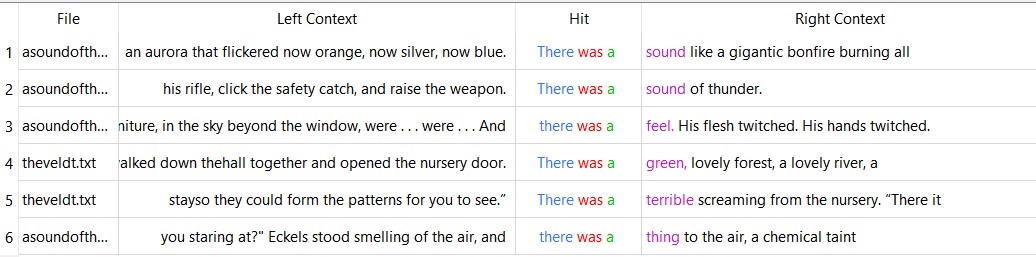 File Left Context Hit Right Context
1 asoundofth... an aurora that flickered now orange, now silver, now blue. There was a sound like a gigantic bonfire burning all
2 asoundofth... his rifle, click the safety catch, and raise the weapon. There was a sound of thunder.
3 asoundofth... niture, in the sky beyond the window, were . . . were . . . And there was a feel. His flesh twitched. His hands twitched.
4 theveldt.txt alked down thehall together and opened the nursery door. There was a green, lovely forest, a lovely river, a
5 theveldt.txt stayso they could form the patterns for you to see.” There was a terrible screaming from the nursery. “There it
6 asoundofth... you staring at?" Eckels stood smelling of the air, and there was a thing to the air, a chemical taint